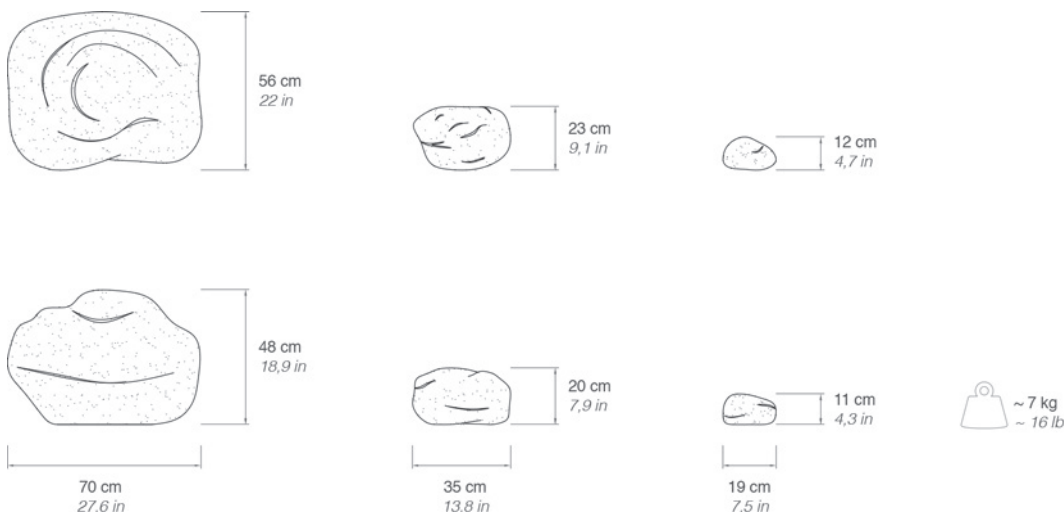 56 cm
22 in
23 cm
9,1 in
12 cm
4,7 in
48 cm
18,9 in
20 cm
7,9 in
11 cm
4,3 in
~ 7 kg
~ 16 lb
70 cm
27,6 in
35 cm
13,8 in
19 cm
7,5 in